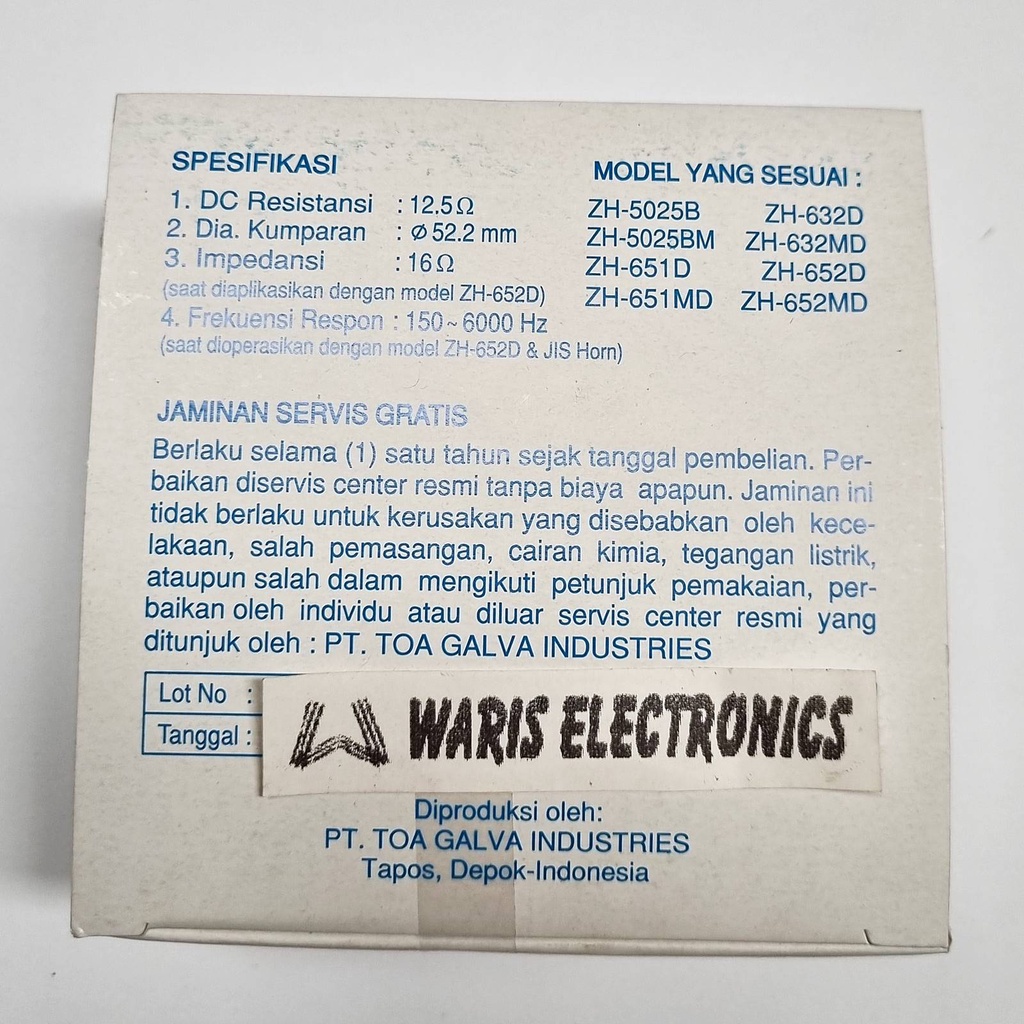 SPESIFIKASI
1. DC Resistansi : 12.5Ω
2. Dia. Kumparan : Ø 52.2 mm
3. Impedansi : 16Ω
(saat diaplikasikan dengan model ZH-652D)
4. Frekuensi Respon : 150 ~ 6000 Hz
(saat dioperasikan dengan model ZH-652D & JIS Horn)
MODEL YANG SESUAI :
ZH-5025B ZH-632D
ZH-5025BM ZH-632MD
ZH-651D ZH-652D
ZH-651MD ZH-652MD
JAMINAN SERVIS GRATIS
Berlaku selama (1) satu tahun sejak tanggal pembelian. Per-
baikan diservis center resmi tanpa biaya apapun. Jaminan ini
tidak berlaku untuk kerusakan yang disebabkan oleh kece-
lakaan, salah pemasangan, cairan kimia, tegangan listrik,
ataupun salah dalam mengikuti petunjuk pemakaian, per-
baikan oleh individu atau diluar servis center resmi yang
ditunjuk oleh : PT. TOA GALVA INDUSTRIES
Lot No :
Tanggal :
WARIS ELECTRONICS
Diproduksi oleh:
PT. TOA GALVA INDUSTRIES
Tapos, Depok-Indonesia